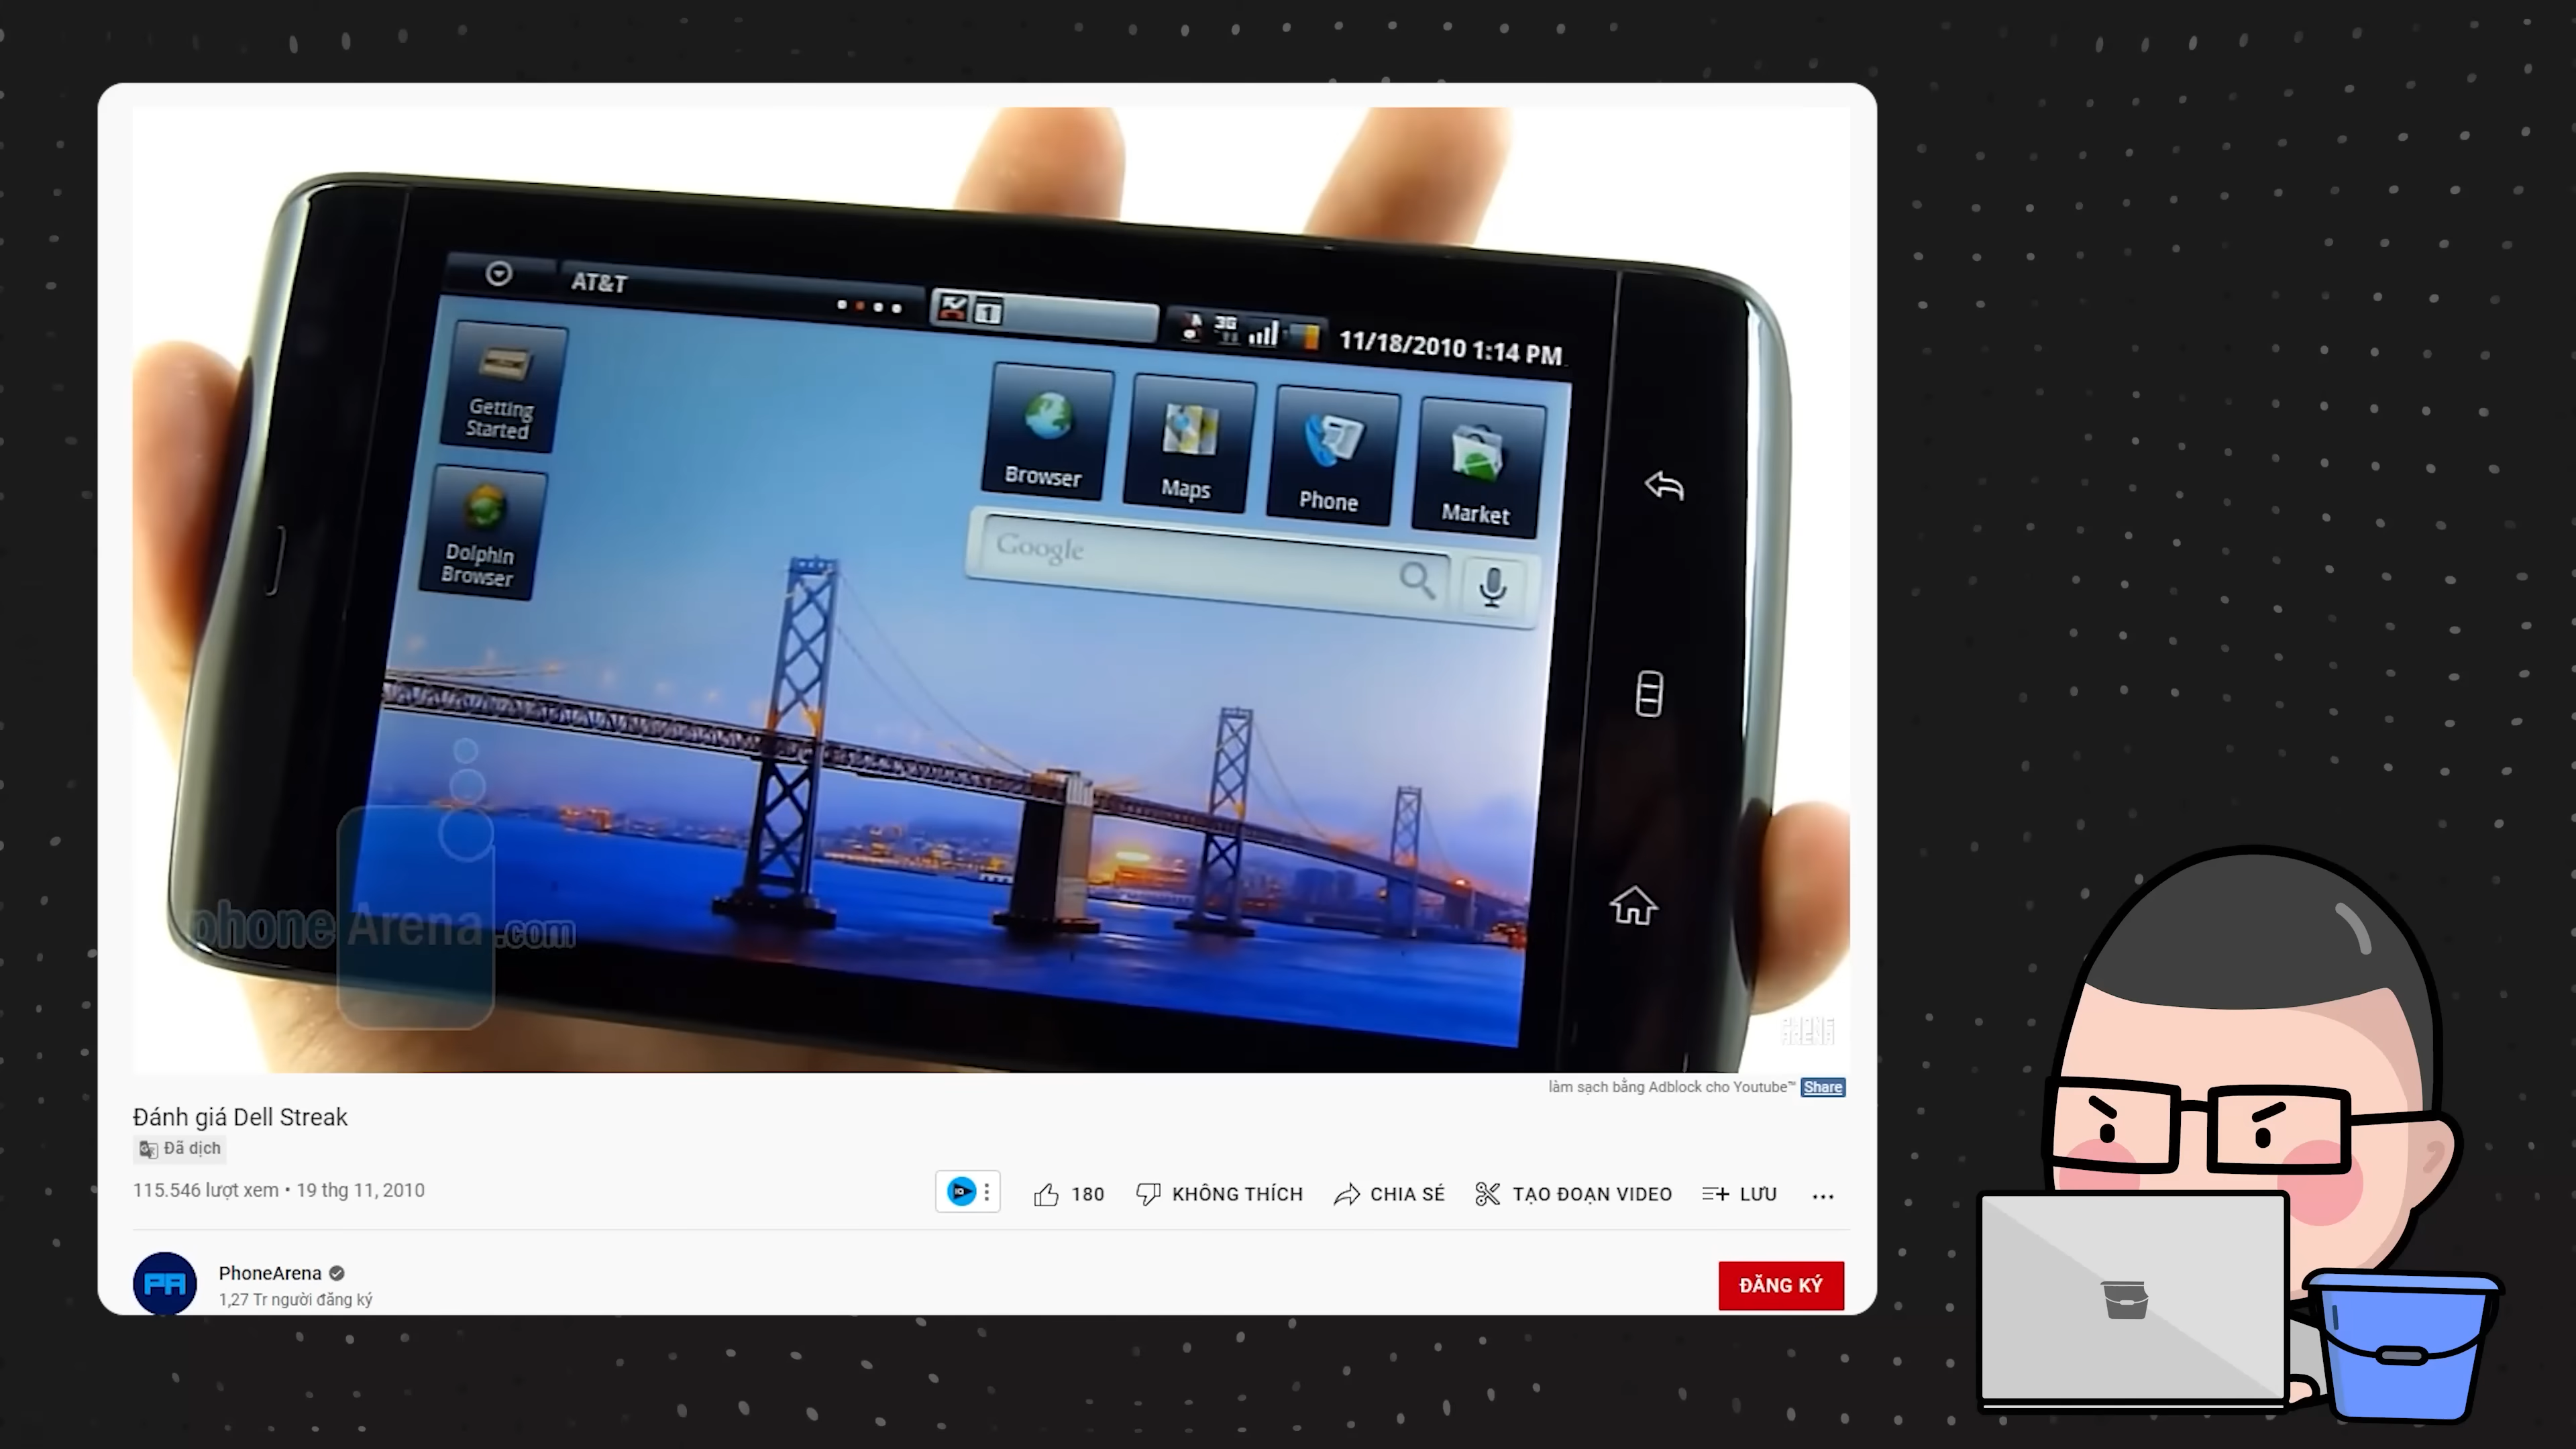 AT&T
3G
11/18/2010 1:14 PM
Getting
Started
Browser
Maps
Phone
Market
Dolphin
Browser
Google
phoneArena.com
làm sạch bằng Adblock cho Youtube™ Share
Đánh giá Dell Streak
Đã dịch
115.546 lượt xem • 19 thg 11, 2010
180
KHÔNG THÍCH
CHIA SẺ
TẠO ĐOẠN VIDEO
LƯU
PA
PhoneArena
1,27 Tr người đăng ký
ĐĂNG KÝ